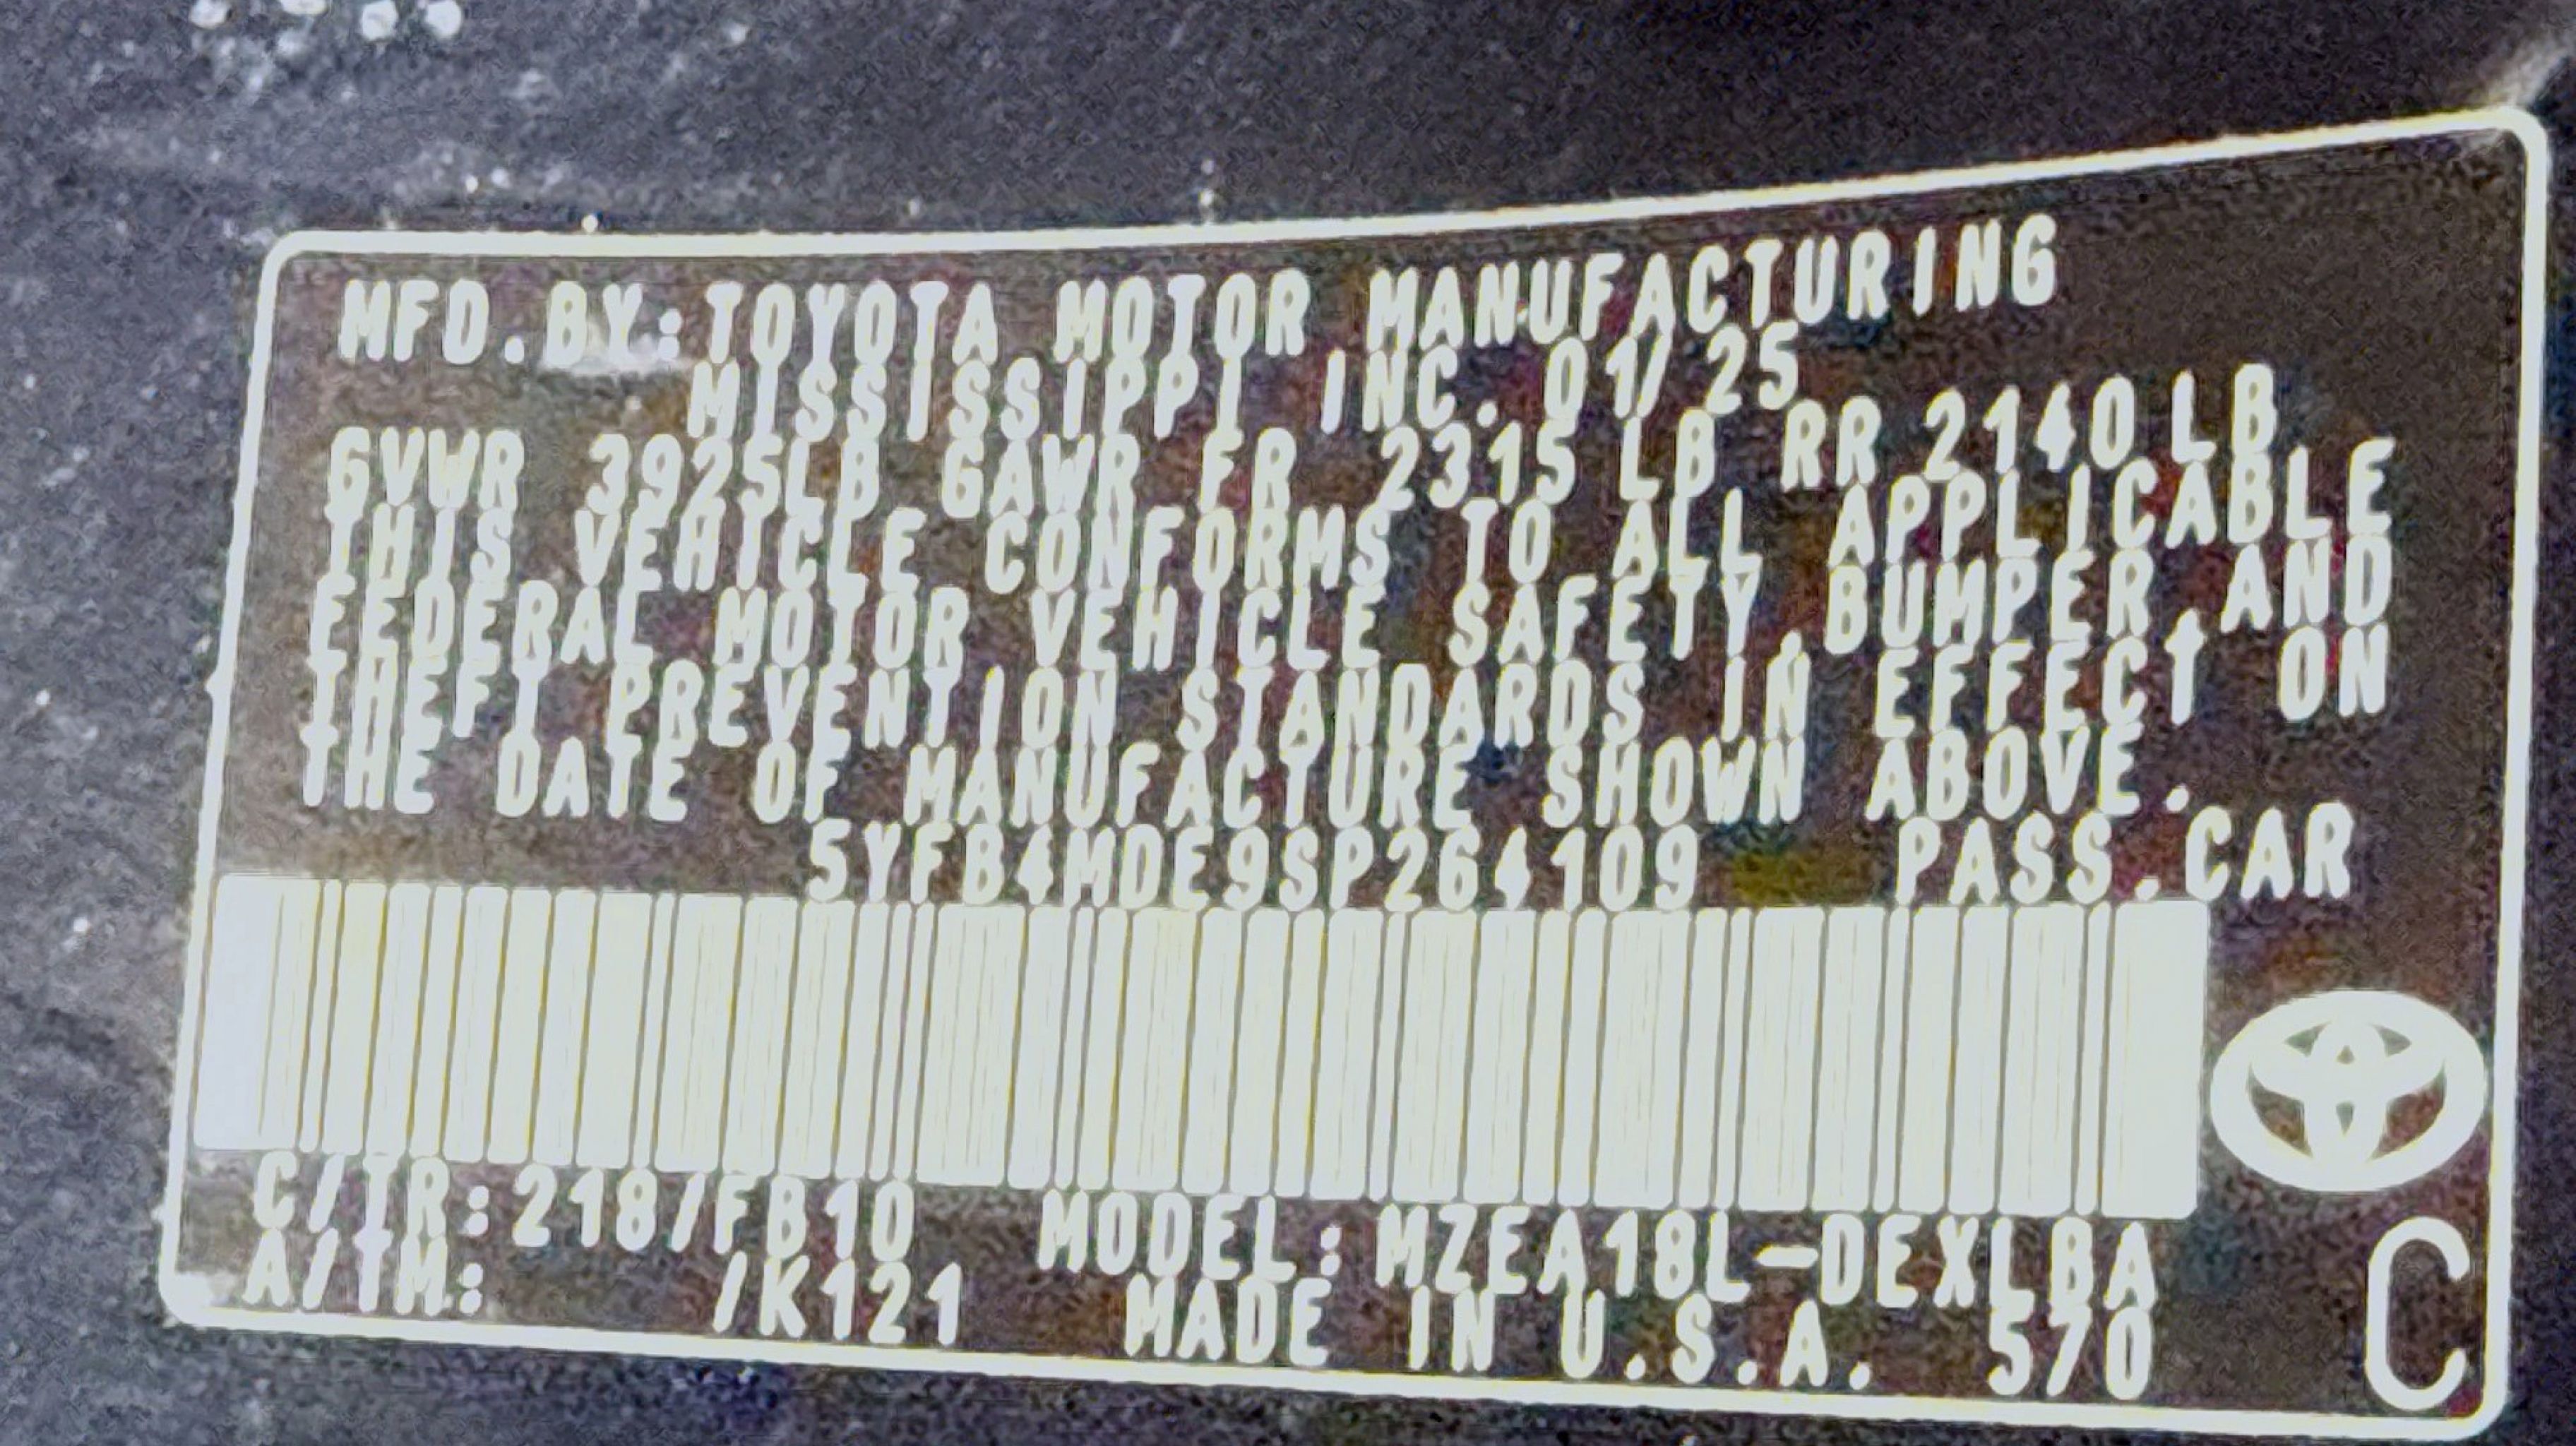 MFD.BY:TOYOTA MOTOR MANUFACTURING
MISSISSIPPI INC. 01/25
GVWR 3925LB GAWR FR 2315 LB RR 2140 LB
THIS VEHICLE CONFORMS TO ALL APPLICABLE
FEDERAL MOTOR VEHICLE SAFETY,BUMPER,AND
THEFT PREVENTION STANDARDS IN EFFECT ON
THE DATE OF MANUFACTURE SHOWN ABOVE.
5YFB4MDE9SP264109 PASS.CAR
C/TR:218/FB10 MODEL:MZEA18L-DEXLBA
A/TM: /K121 MADE IN U.S.A. 570
C